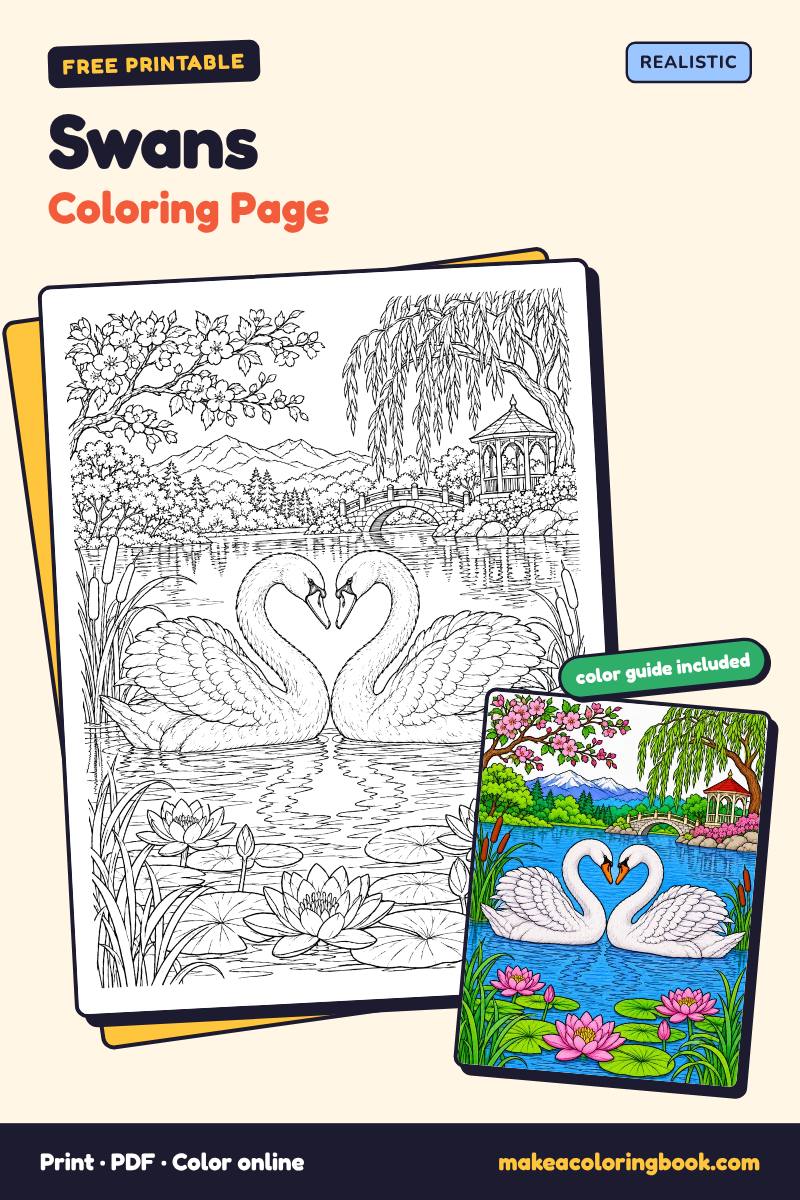 FREE PRINTABLE
REALISTIC
Swans
Coloring Page
color guide included
Print · PDF · Color online
makeacoloringbook.com